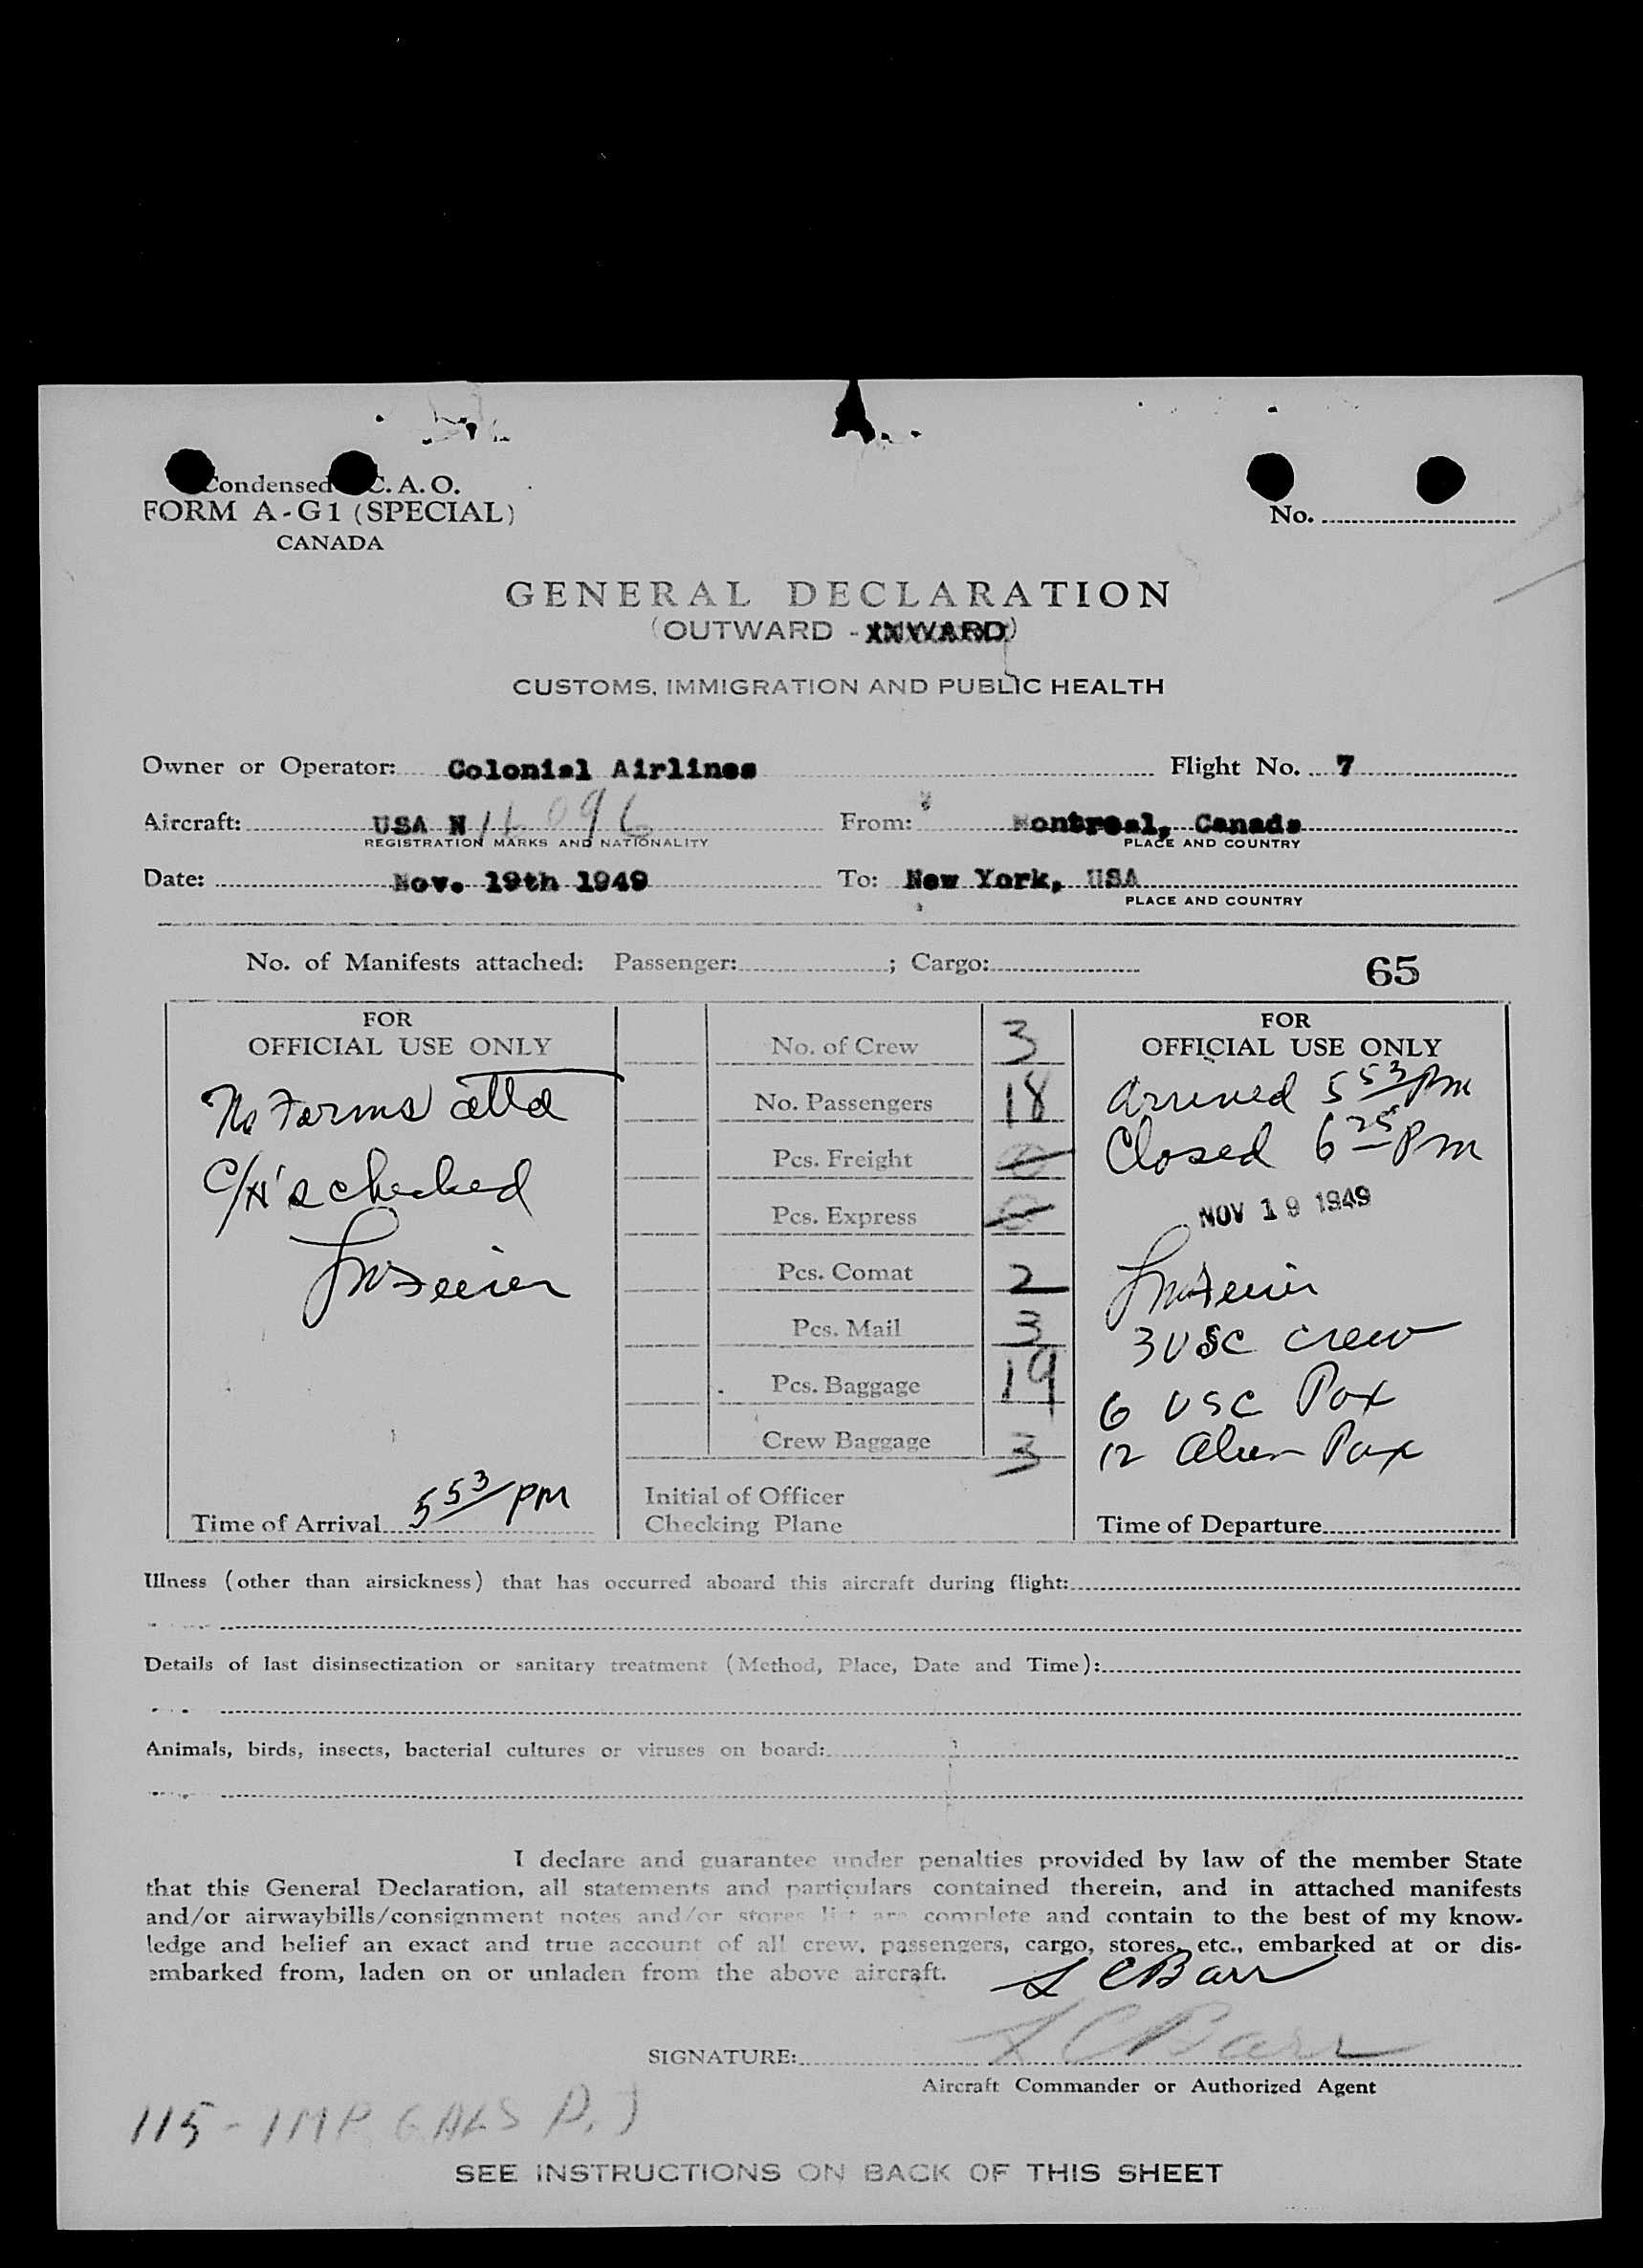 Condensed C. A. O.
FORM A-G1 (SPECIAL)
CANADA
No.
GENERAL DECLARATION
(OUTWARD - XNWARD)
CUSTOMS, IMMIGRATION AND PUBLIC HEALTH
Owner or Operator: Colonial Airlines Flight No. 7
Aircraft: USA N From: Montreal, Canada
REGISTRATION MARKS AND NATIONALITY PLACE AND COUNTRY
Date: Nov. 19th 1949 To: New York, USA
PLACE AND COUNTRY
No. of Manifests attached: Passenger: ; Cargo: 65
FOR
OFFICIAL USE ONLY
No Forms attd
C/H's checked
Time of Arrival 5 53 pm
No. of Crew 3
No. Passengers 18
Pcs. Freight
Pcs. Express
Pcs. Comat 2
Pcs. Mail 3
Pcs. Baggage 19
Crew Baggage 3
Initial of Officer
Checking Plane
FOR
OFFICIAL USE ONLY
Arrived 5 53 pm
Closed 6 25 Pm
NOV 19 1949
3 USC crew
6 USC Pax
12 Alien Pax
Time of Departure
Illness (other than airsickness) that has occurred aboard this aircraft during flight:
Details of last disinsectization or sanitary treatment (Method, Place, Date and Time):
Animals, birds, insects, bacterial cultures or viruses on board:
I declare and guarantee under penalties provided by law of the member State
that this General Declaration, all statements and particulars contained therein, and in attached manifests
and/or airwaybills/consignment notes and/or stores list are complete and contain to the best of my know-
ledge and belief an exact and true account of all crew, passengers, cargo, stores, etc., embarked at or dis-
embarked from, laden on or unladen from the above aircraft.
L C Barr
SIGNATURE: L C Barr
Aircraft Commander or Authorized Agent
115 - IMP GALS
SEE INSTRUCTIONS ON BACK OF THIS SHEET